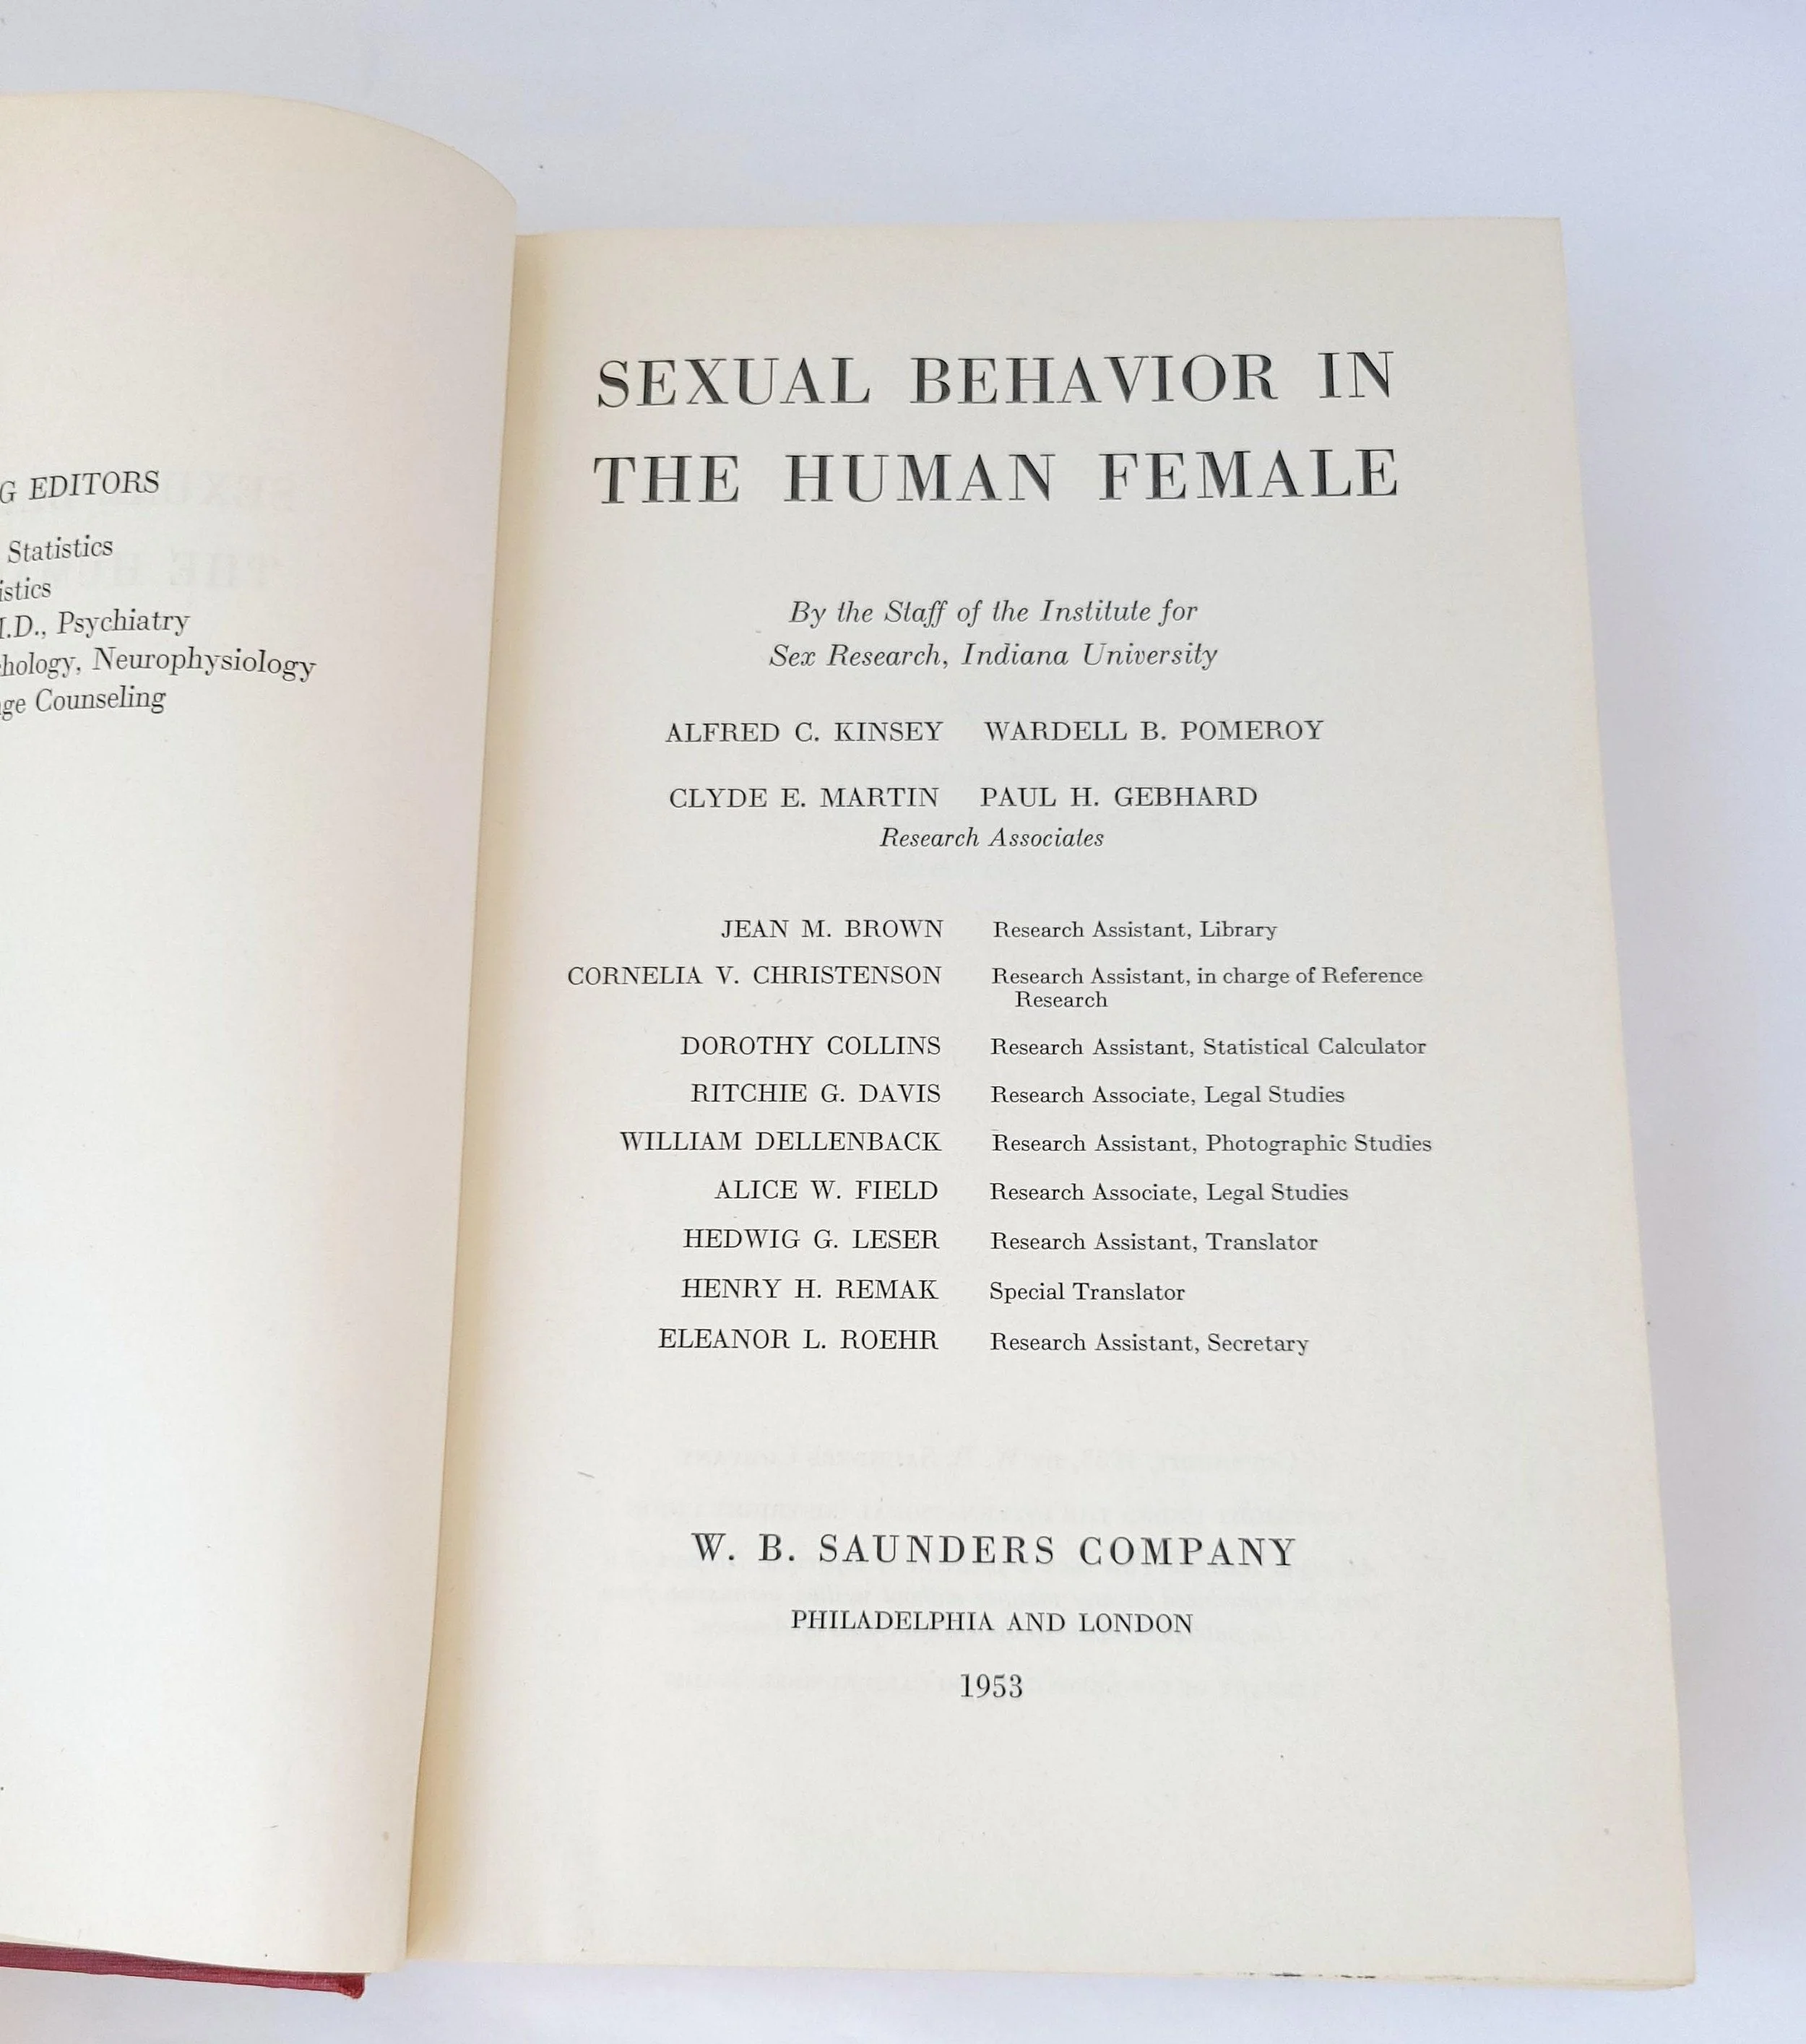 G EDITORS
Statistics
istics
I.D., Psychiatry
hology, Neurophysiology
ge Counseling
SEXUAL BEHAVIOR IN
THE HUMAN FEMALE
By the Staff of the Institute for
Sex Research, Indiana University
ALFRED C. KINSEY WARDELL B. POMEROY
CLYDE E. MARTIN PAUL H. GEBHARD
Research Associates
JEAN M. BROWN Research Assistant, Library
CORNELIA V. CHRISTENSON Research Assistant, in charge of Reference
Research
DOROTHY COLLINS Research Assistant, Statistical Calculator
RITCHIE G. DAVIS Research Associate, Legal Studies
WILLIAM DELLENBACK Research Assistant, Photographic Studies
ALICE W. FIELD Research Associate, Legal Studies
HEDWIG G. LESER Research Assistant, Translator
HENRY H. REMAK Special Translator
ELEANOR L. ROEHR Research Assistant, Secretary
W. B. SAUNDERS COMPANY
PHILADELPHIA AND LONDON
1953